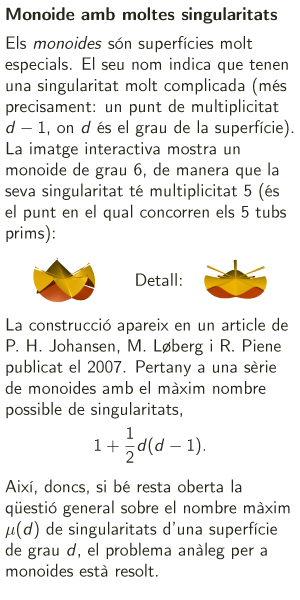 Monoide amb moltes singularitats
Els monoides són superfícies molt
especials. El seu nom indica que tenen
una singularitat molt complicada (més
precisament: un punt de multiplicitat
d − 1, on d és el grau de la superfície).
La imatge interactiva mostra un
monoide de grau 6, de manera que la
seva singularitat té multiplicitat 5 (és
el punt en el qual concorren els 5 tubs
prims):
Detall:
La construcció apareix en un article de
P. H. Johansen, M. Løberg i R. Piene
publicat el 2007. Pertany a una sèrie
de monoides amb el màxim nombre
possible de singularitats,
1 + 1/2 d(d − 1).
Així, doncs, si bé resta oberta la
qüestió general sobre el nombre màxim
μ(d) de singularitats d'una superfície
de grau d, el problema anàleg per a
monoides està resolt.